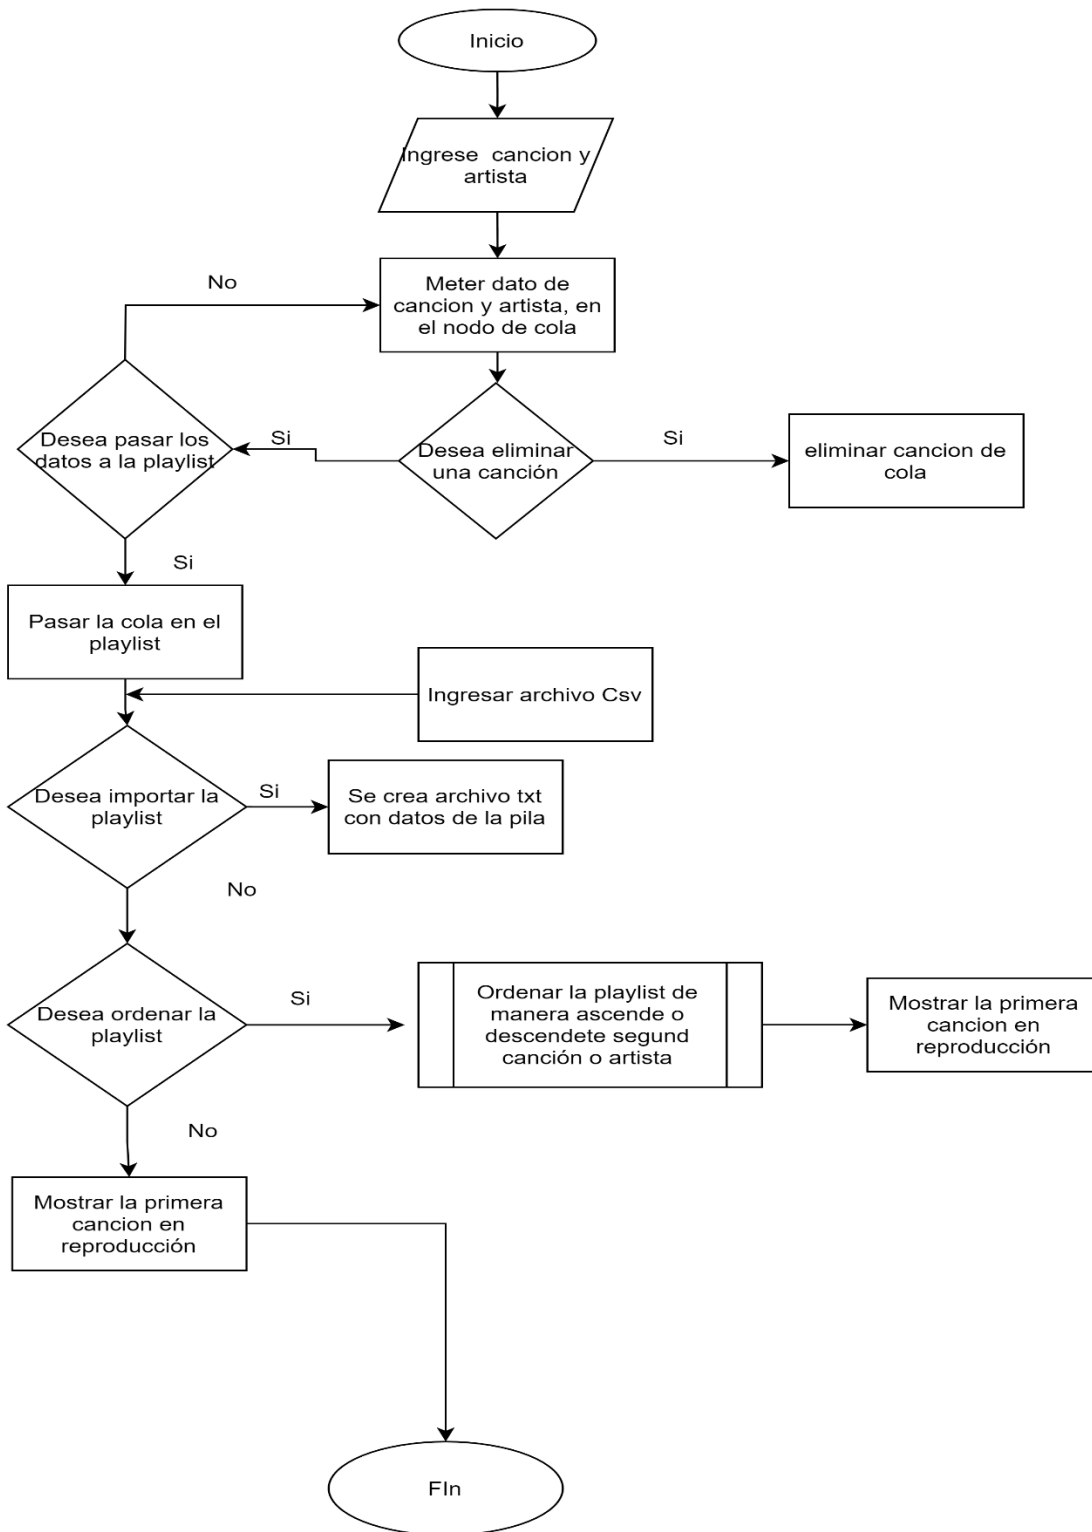 Inicio
Ingrese cancion y
artista
No
Meter dato de
cancion y artista, en
el nodo de cola
Desea pasar los
datos a la playlist
Si
Desea eliminar
una canción
Si
eliminar cancion de
cola
Si
Pasar la cola en el
playlist
Ingresar archivo Csv
Desea importar la
playlist
Si
Se crea archivo txt
con datos de la pila
No
Desea ordenar la
playlist
Si
Ordenar la playlist de
manera ascende o
descendete segund
canción o artista
Mostrar la primera
cancion en
reproducción
No
Mostrar la primera
cancion en
reproducción
FIn